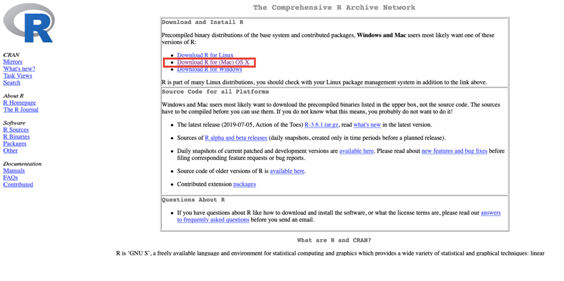 The Comprehensive R Archive Network
Download and Install R
Precompiled binary distributions of the base system and contributed packages, Windows and Mac users most likely want one of these
versions of R:
Download R for Linux
Download R for (Mac) OS X
Download R for Windows
R is part of many Linux distributions, you should check with your Linux package management system in addition to the link above.
Source Code for all Platforms
Windows and Mac users most likely want to download the precompiled binaries listed in the upper box, not the source code. The sources
have to be compiled before you can use them. If you do not know what this means, you probably do not want to do it!
The latest release (2019-07-05, Action of the Toes) R-3.6.1.tar.gz, read what's new in the latest version.
Sources of R alpha and beta releases (daily snapshots, created only in time periods before a planned release).
Daily snapshots of current patched and development versions are available here. Please read about new features and bug fixes before
filing corresponding feature requests or bug reports.
Source code of older versions of R is available here.
Contributed extension packages
Questions About R
If you have questions about R like how to download and install the software, or what the license terms are, please read our answers
to frequently asked questions before you send an email.
What are R and CRAN?
R is 'GNU S', a freely available language and environment for statistical computing and graphics which provides a wide variety of statistical and graphical techniques: linear
R
CRAN
Mirrors
What's new?
Task Views
Search
About R
R Homepage
The R Journal
Software
R Sources
R Binaries
Packages
Other
Documentation
Manuals
FAQs
Contributed